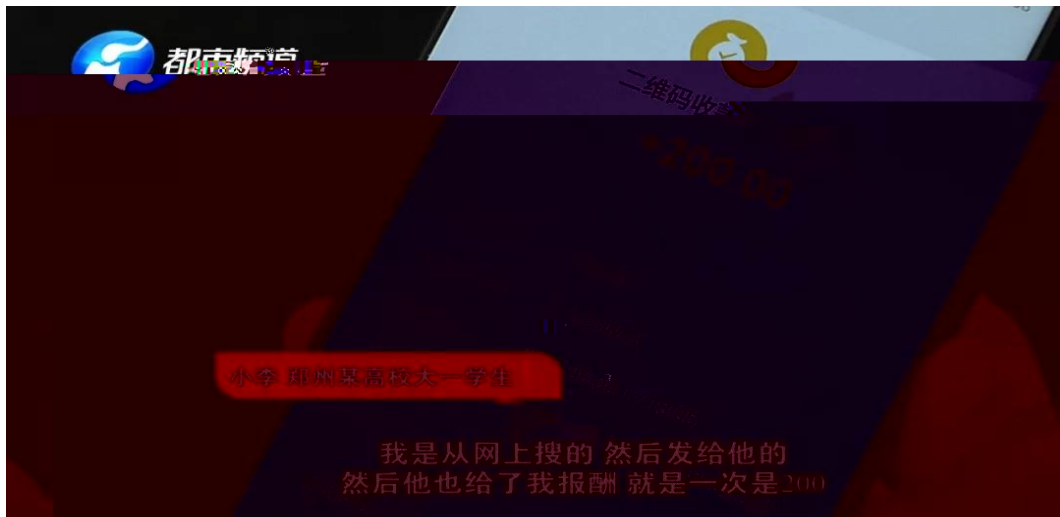 都市频道
二维码收
+200.00
小李 郑州某高校大一学生
我是从网上搜的 然后发给他的
然后他也给了我报酬 就是一次是200